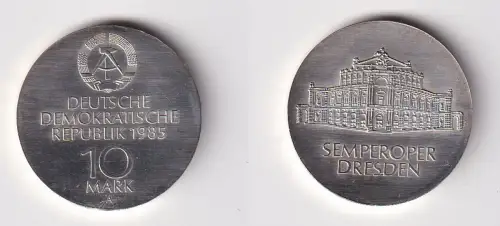 DEUTSCHE
DEMOKRATISCHE
REPUBLIK 1985
10
MARK
A
SEMPEROPER
DRESDEN